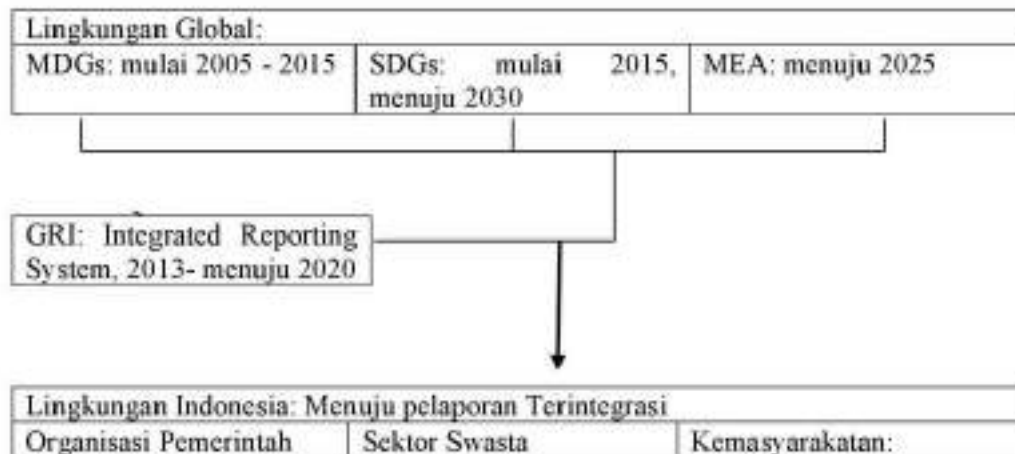 Lingkungan Global:
MDGs: mulai 2005 - 2015
SDGs: mulai 2015,
menuju 2030
MEA: menuju 2025
GRI: Integrated Reporting
System, 2013- menuju 2020
Lingkungan Indonesia: Menuju pelaporan Terintegrasi
Organisasi Pemerintah
Sektor Swasta
Kemasyarakatan: